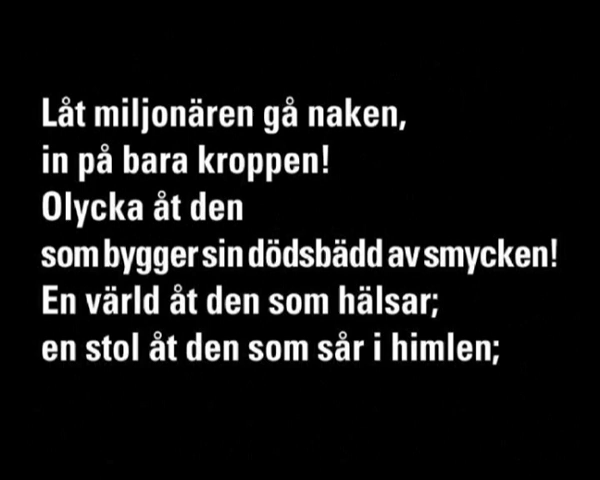 Låt miljonären gå naken,
in på bara kroppen!
Olycka åt den
som bygger sin dödsbädd av smycken!
En värld åt den som hälsar;
en stol åt den som sår i himlen;